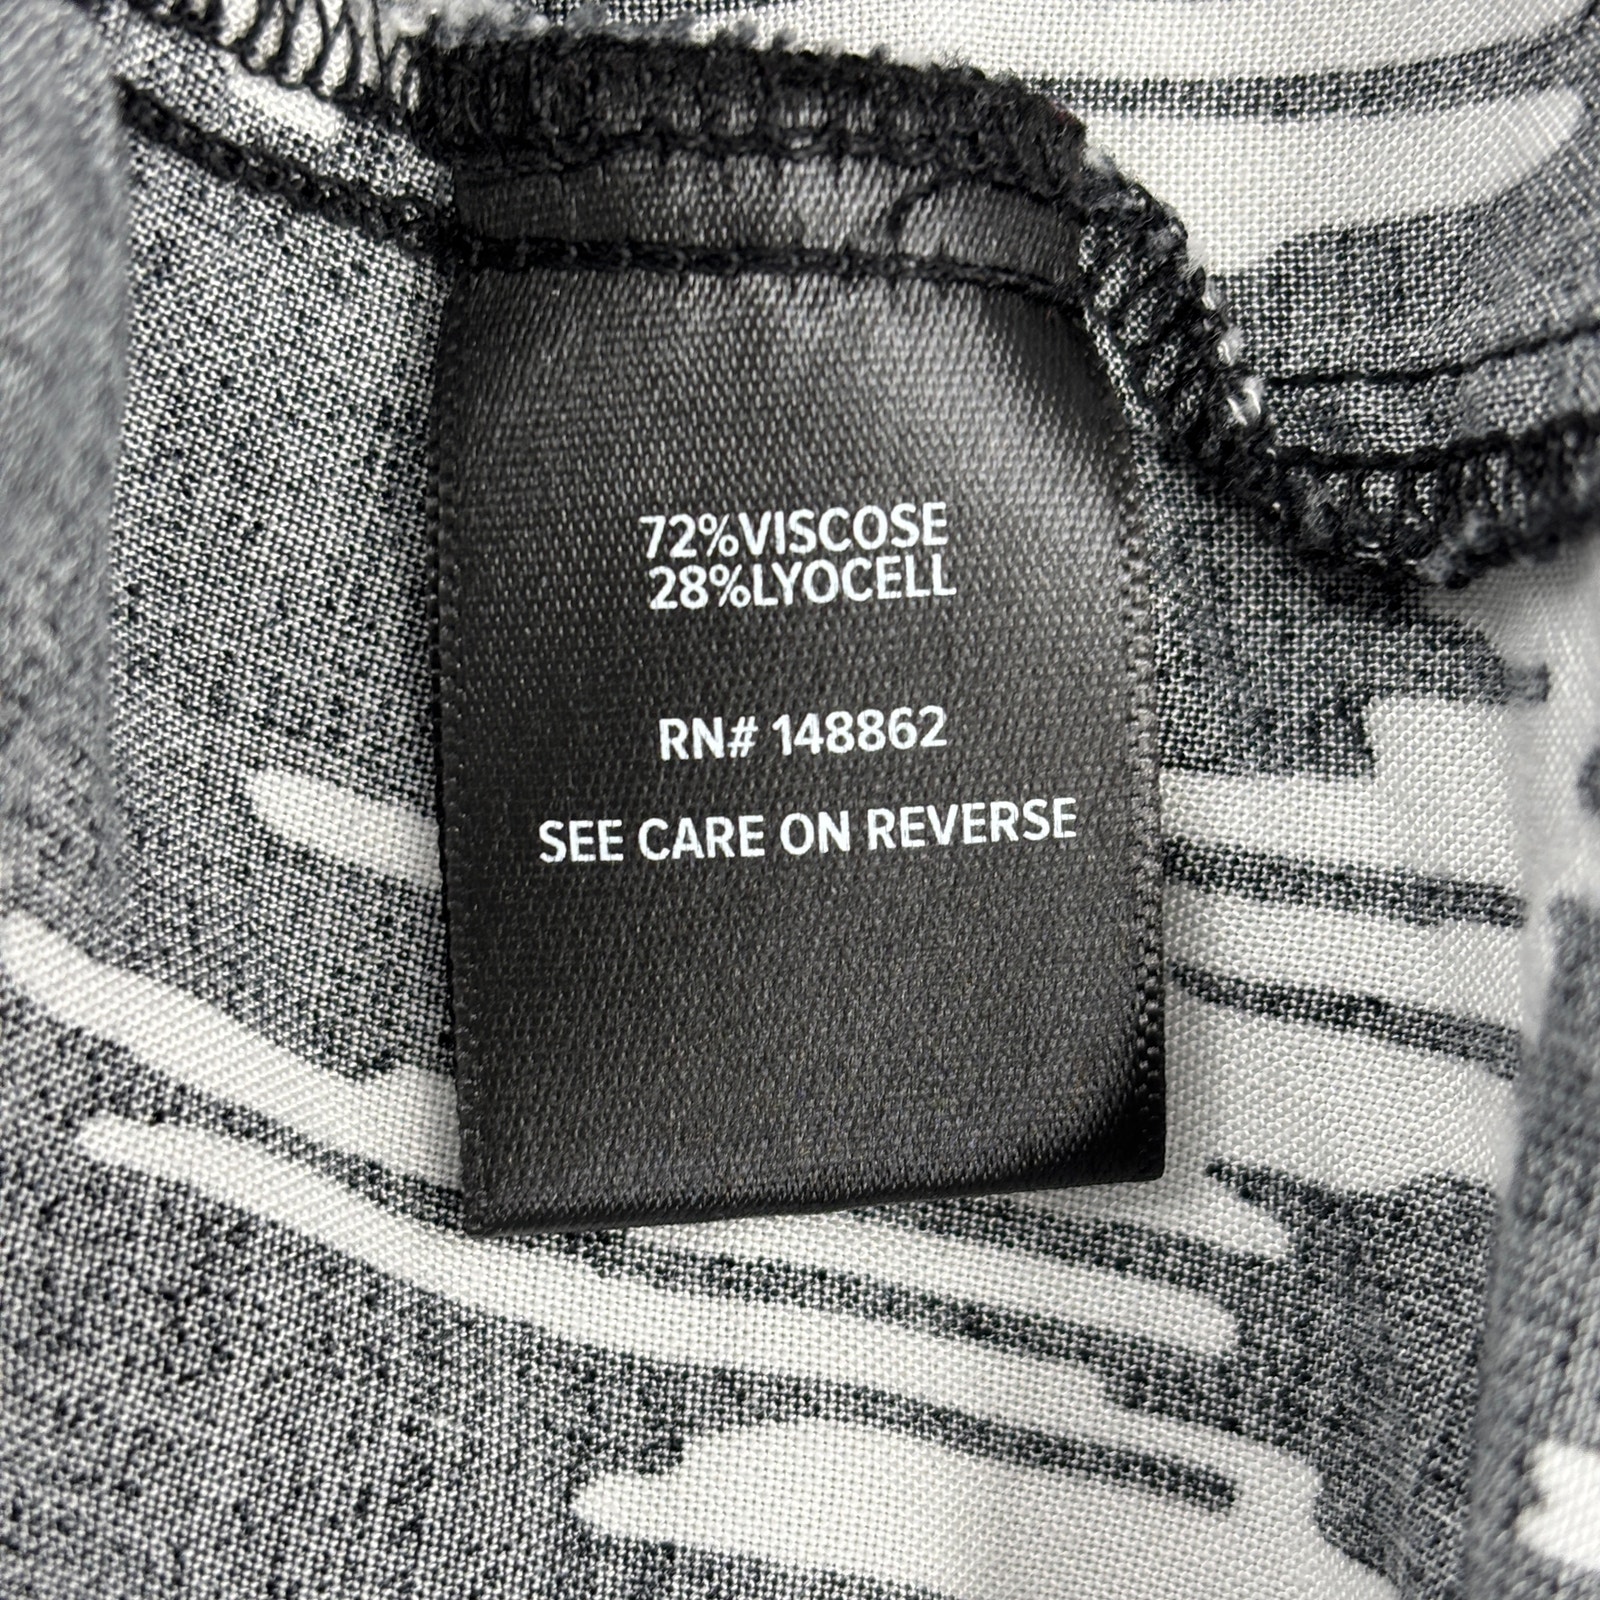 72%VISCOSE
28%LYOCELL
RN# 148862
SEE CARE ON REVERSE